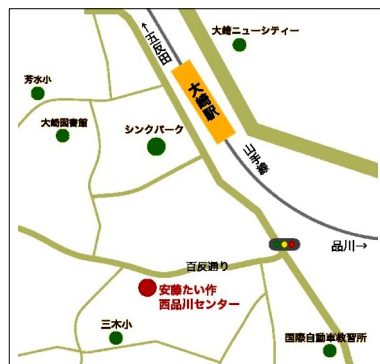 ←五反田
大崎ニューシティー
芳水小
大崎駅
大崎図書館
シンクパーク
山手線
品川→
百反通り
安藤たい作
西品川センター
三木小
国際自動車教習所